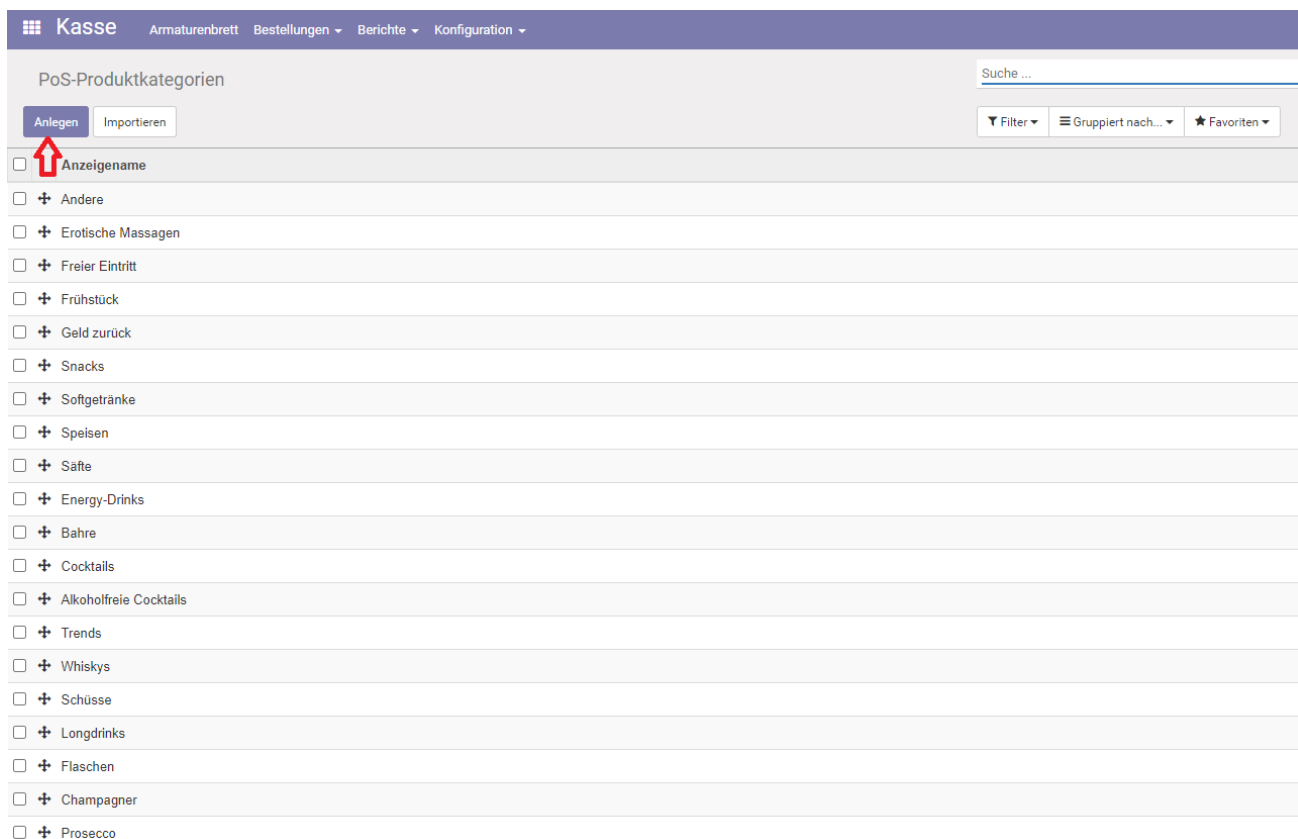 Kasse Armaturenbrett Bestellungen Berichte Konfiguration
PoS-Produktkategorien
Suche ...
Anlegen Importieren
Filter Gruppiert nach... Favoriten
Anzeigename
Andere
Erotische Massagen
Freier Eintritt
Frühstück
Geld zurück
Snacks
Softgetränke
Speisen
Säfte
Energy-Drinks
Bahre
Cocktails
Alkoholfreie Cocktails
Trends
Whiskys
Schüsse
Longdrinks
Flaschen
Champagner
Prosecco